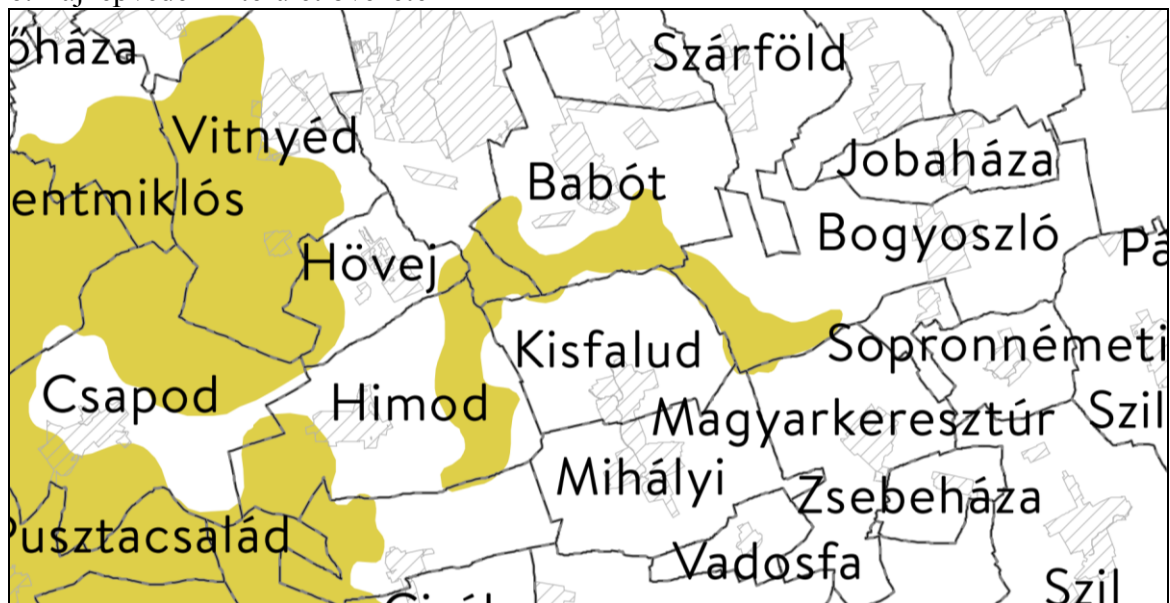 őháza
Szárföld
Vitnyéd
Jobaháza
Babót
entmiklós
Bogyoszló
Pá
Hövej
Kisfalud
Sopronnémeti
Csapod
Himod
Magyarkeresztúr
Szil
Mihályi
Zsebeháza
Pusztacsalád
Vadosfa
Szil